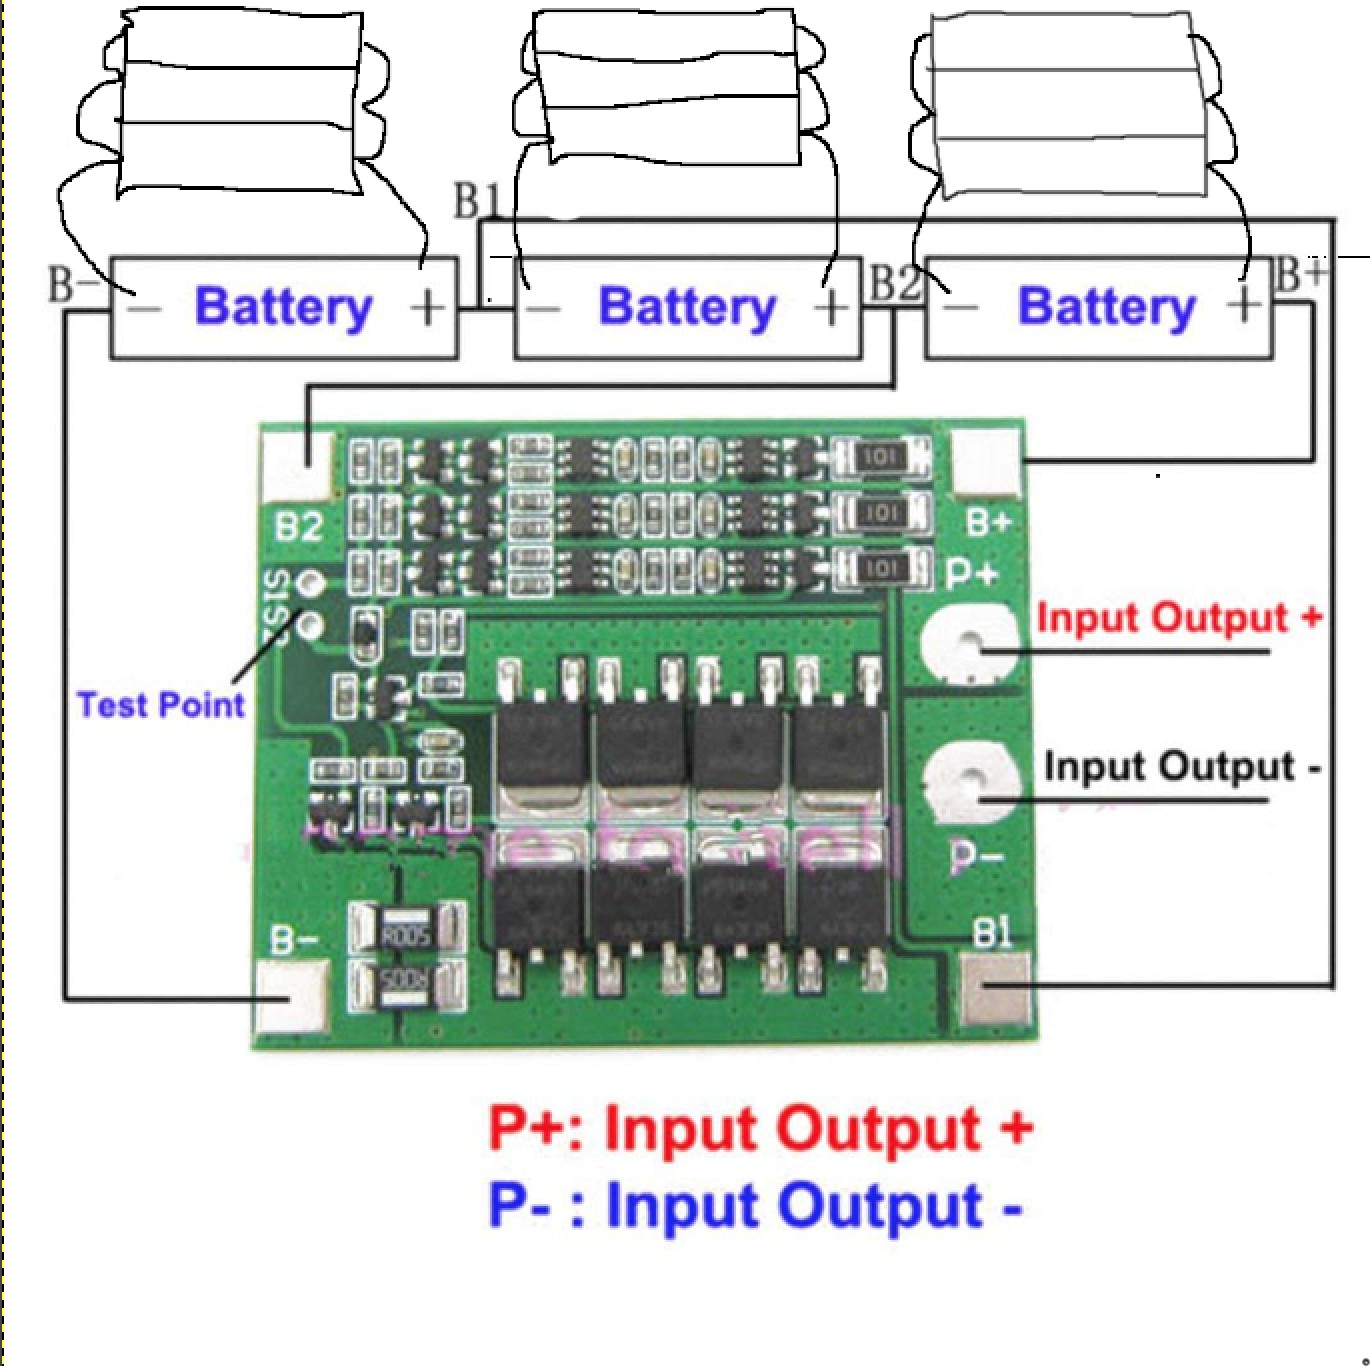 B1
B-
- Battery +
- Battery +
B2
- Battery +
B+
101
B2
B+
101
101
P+
S1
S2
Input Output +
Test Point
Input Output -
P-
B-
R005
R005
B1
P+: Input Output +
P- : Input Output -